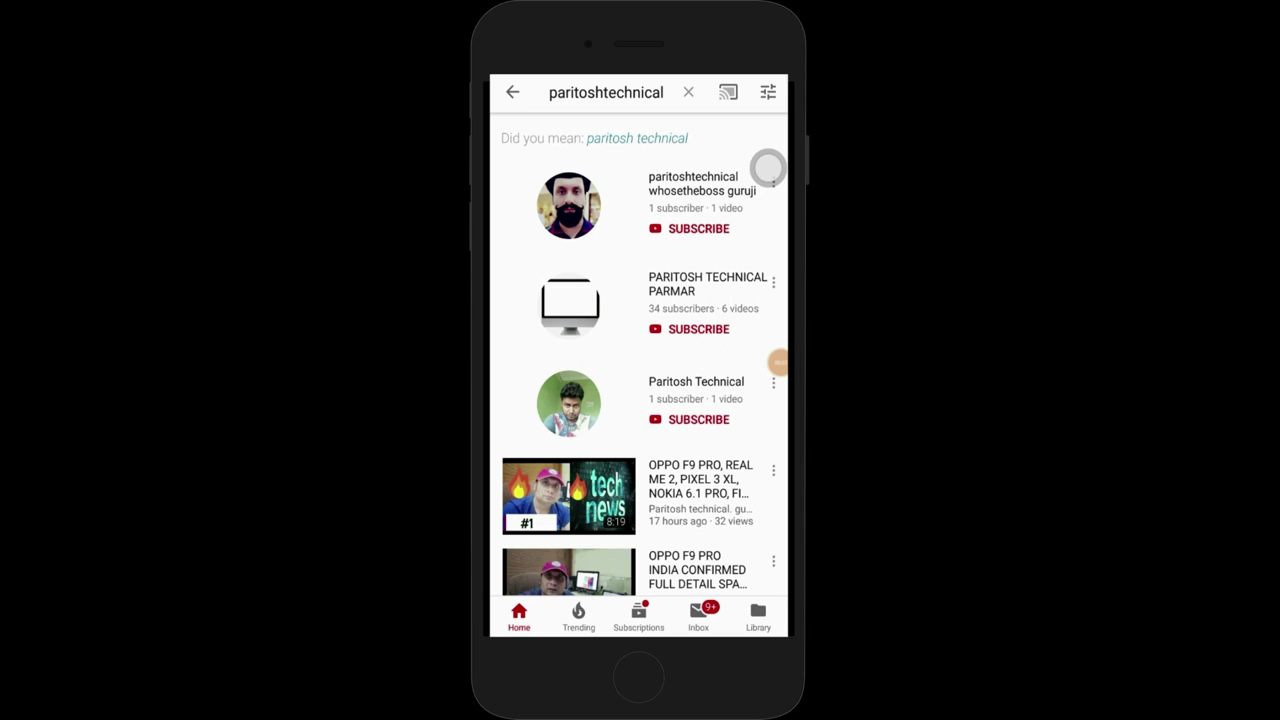 paritoshtechnical
Did you mean: paritosh technical
paritoshtechnical
whosetheboss guruji
1 subscriber · 1 video
SUBSCRIBE
PARITOSH TECHNICAL
PARMAR
34 subscribers · 6 videos
SUBSCRIBE
Paritosh Technical
1 subscriber · 1 video
SUBSCRIBE
tech
news
#1
8:19
OPPO F9 PRO, REAL
ME 2, PIXEL 3 XL,
NOKIA 6.1 PRO, FI...
Paritosh technical. gu...
17 hours ago · 32 views
OPPO F9 PRO
INDIA CONFIRMED
FULL DETAIL SPA...
9+
Home Trending Subscriptions Inbox Library